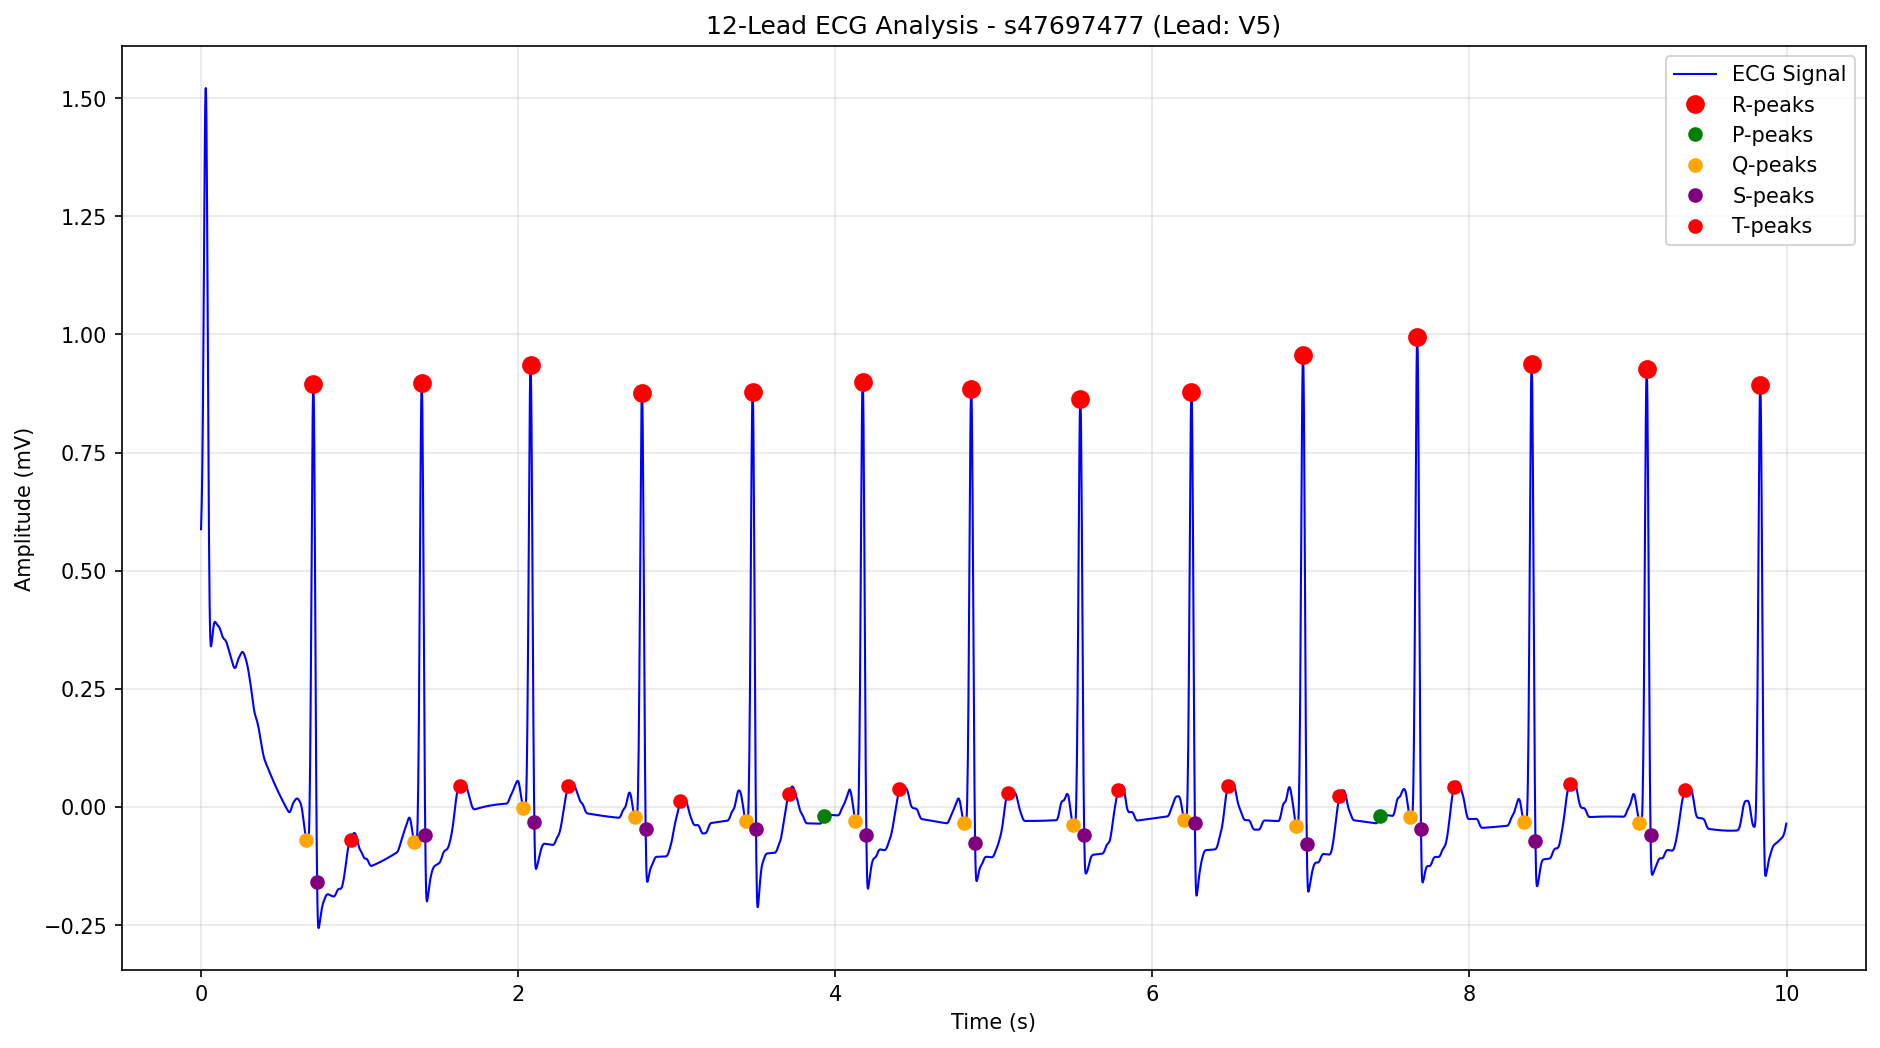 12-Lead ECG Analysis - s47697477 (Lead: V5)
ECG Signal
R-peaks
P-peaks
Q-peaks
S-peaks
T-peaks
Amplitude (mV)
1.50
1.25
1.00
0.75
0.50
0.25
0.00
−0.25
0 2 4 6 8 10
Time (s)